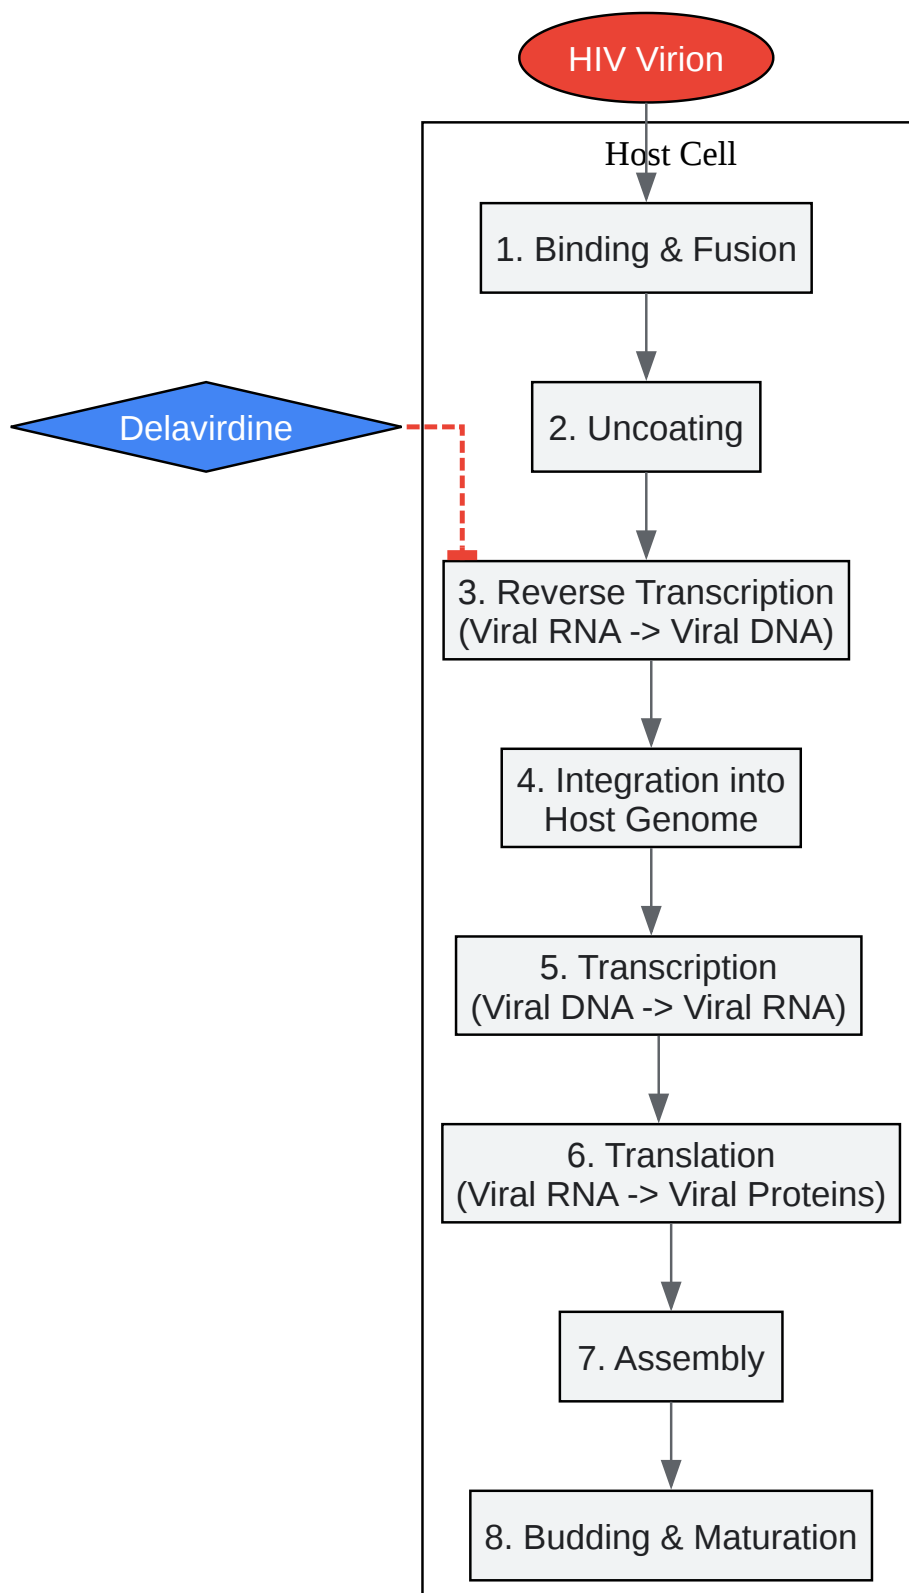 HIV Virion
Host Cell
1. Binding & Fusion
Delavirdine
2. Uncoating
3. Reverse Transcription
(Viral RNA -> Viral DNA)
4. Integration into
Host Genome
5. Transcription
(Viral DNA -> Viral RNA)
6. Translation
(Viral RNA -> Viral Proteins)
7. Assembly
8. Budding & Maturation